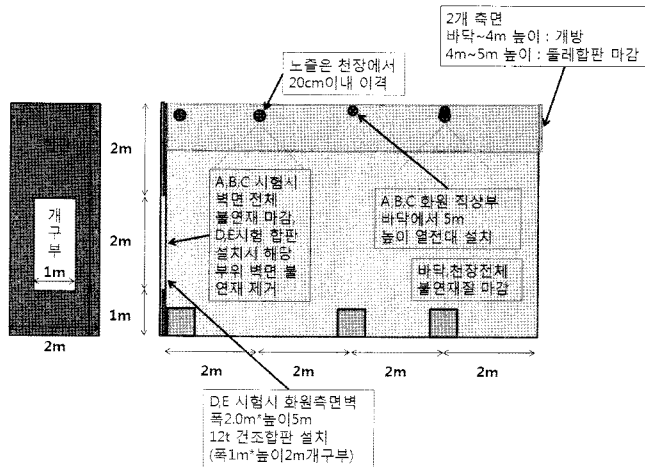 2개 측면
바닥~4m 높이 : 개방
4m~5m 높이 : 둘레합판 마감
노즐은 천장에서
20cm이내 이격
2m
2m
1m
개
구
부
1m
2m
A,B,C 시험시
벽면 전체
불연재 마감,
D,E시험 합판
설치시 해당
부위 벽면 불
연재 제거
A,B,C 화원 직상부
바닥에서 5m
높이 열전대 설치
바닥,천장전체
불연재질 마감
2m
2m
2m
2m
D,E 시험시 화원측면벽
폭2.0m*높이5m
12t 건조합판 설치
(폭1m*높이2m개구부)